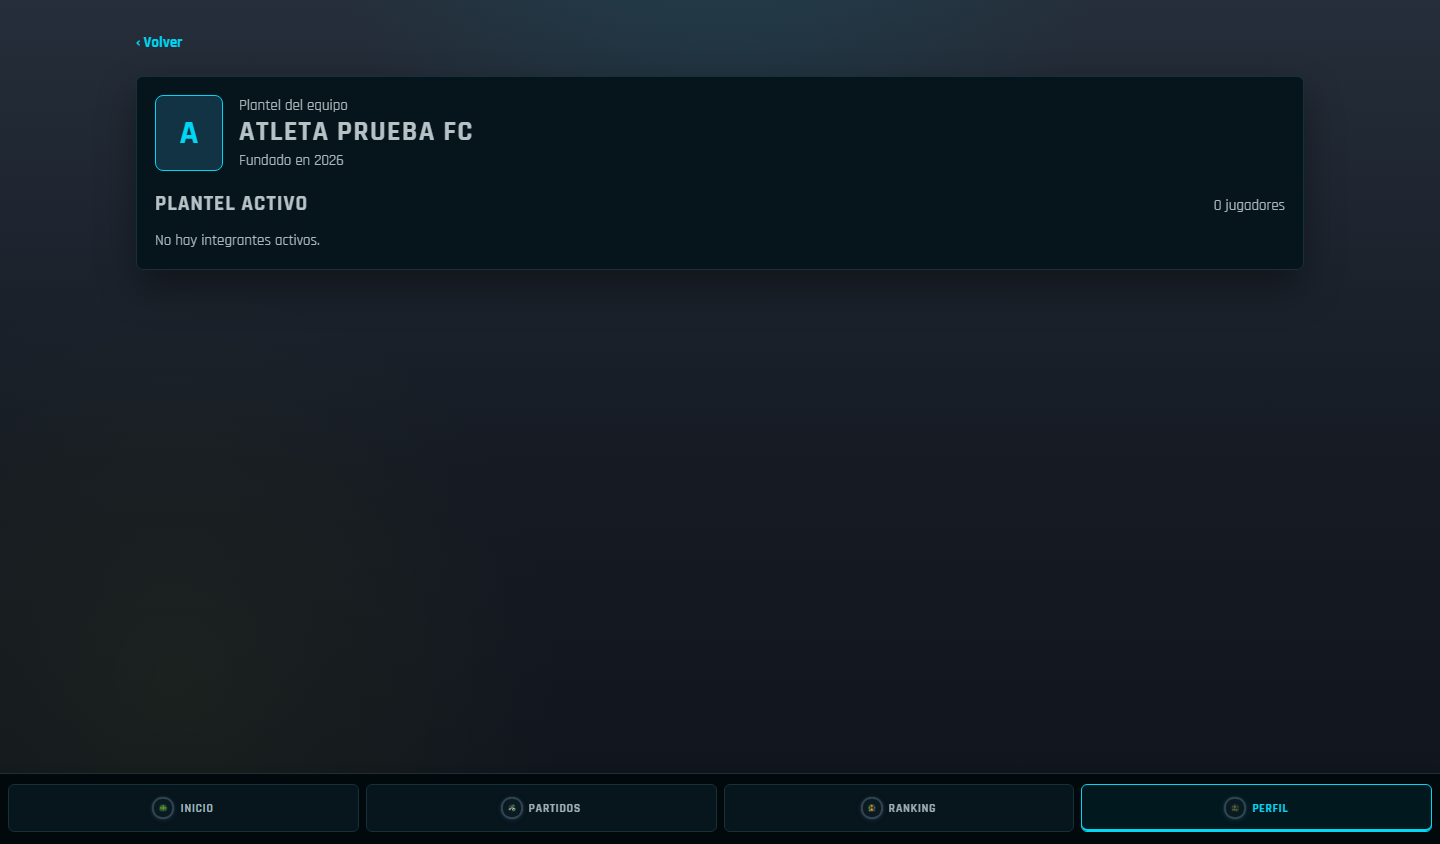 ‹ Volver
A
Plantel del equipo
ATLETA PRUEBA FC
Fundado en 2026
PLANTEL ACTIVO
0 jugadores
No hay integrantes activos.
INICIO
PARTIDOS
RANKING
PERFIL